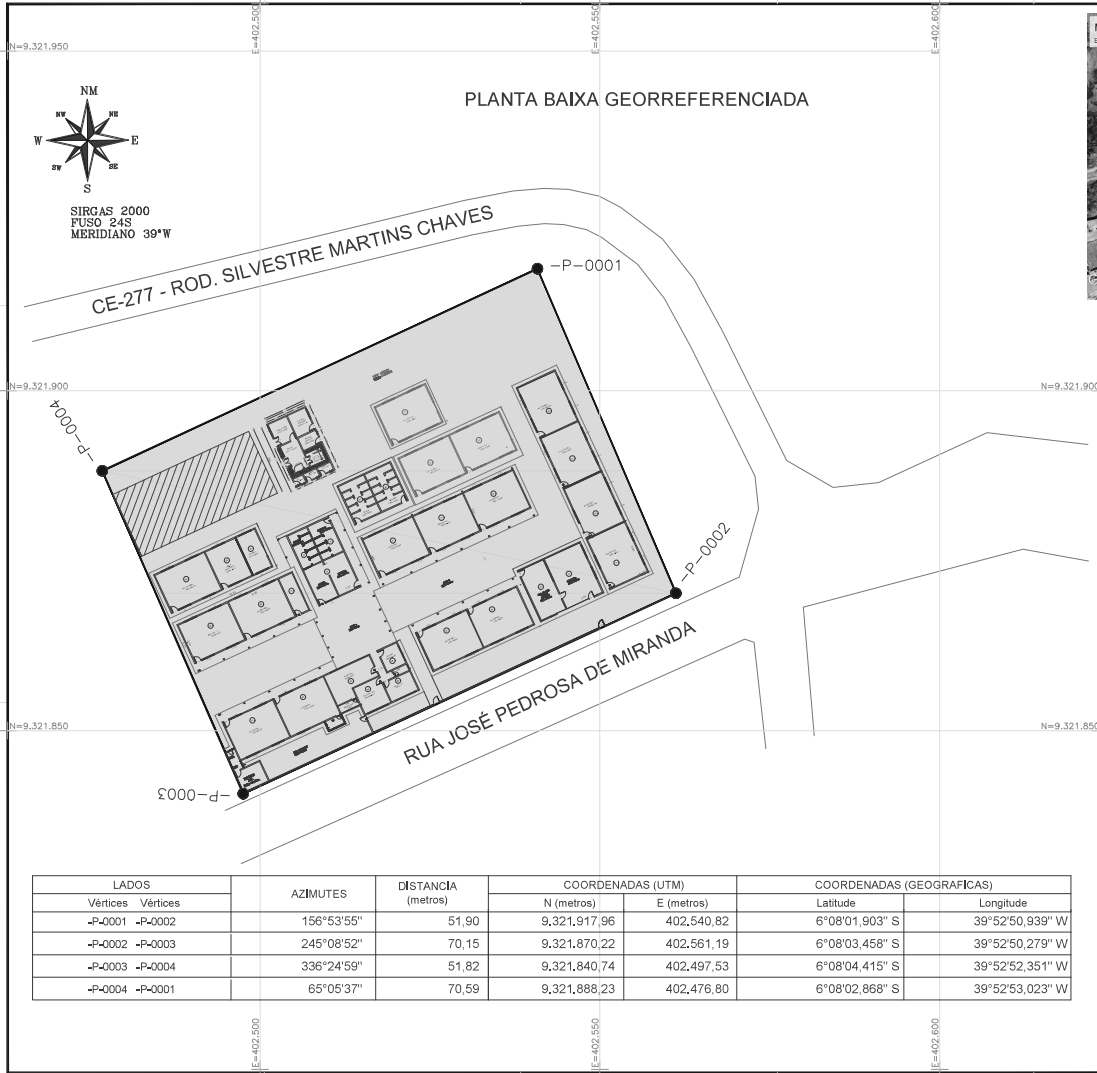 E=402.500
E=402.550
E=402.600
N=9.321.950
PLANTA BAIXA GEORREFERENCIADA
NM
NW NE
W E
SW SE
S
SIRGAS 2000
FUSO 24S
MERIDIANO 39°W
CE-277 - ROD. SILVESTRE MARTINS CHAVES
-P-0001
N=9.321.900
N=9.321.900
-P-0004
-P-0002
RUA JOSÉ PEDROSA DE MIRANDA
N=9.321.850
N=9.321.850
-P-0003
LADOS AZIMUTES DISTANCIA (metros) COORDENADAS (UTM) COORDENADAS (GEOGRAFICAS)
Vértices Vértices N (metros) E (metros) Latitude Longitude
-P-0001 -P-0002 156°53'55" 51,90 9.321.917,96 402.540,82 6°08'01,903" S 39°52'50,939" W
-P-0002 -P-0003 245°08'52" 70,15 9.321.870,22 402.561,19 6°08'03,458" S 39°52'50,279" W
-P-0003 -P-0004 336°24'59" 51,82 9.321.840,74 402.497,53 6°08'04,415" S 39°52'52,351" W
-P-0004 -P-0001 65°05'37" 70,59 9.321.888,23 402.476,80 6°08'02,868" S 39°52'53,023" W
E=402.500
E=402.550
E=402.600